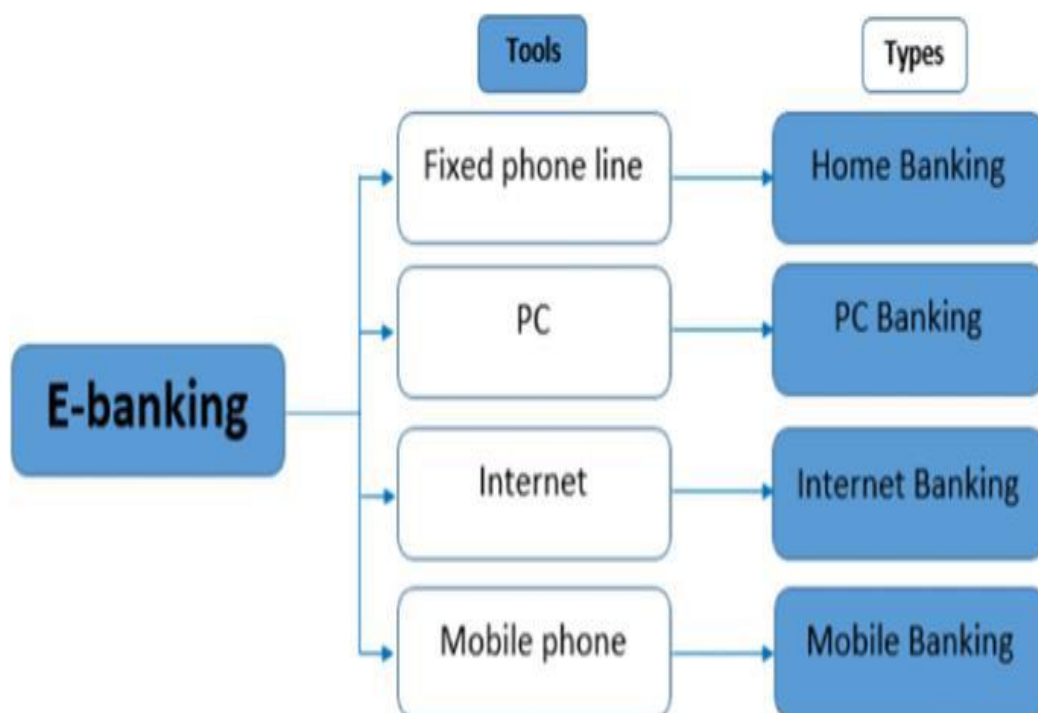 Tools
Types
Fixed phone line
Home Banking
PC
PC Banking
E-banking
Internet
Internet Banking
Mobile phone
Mobile Banking